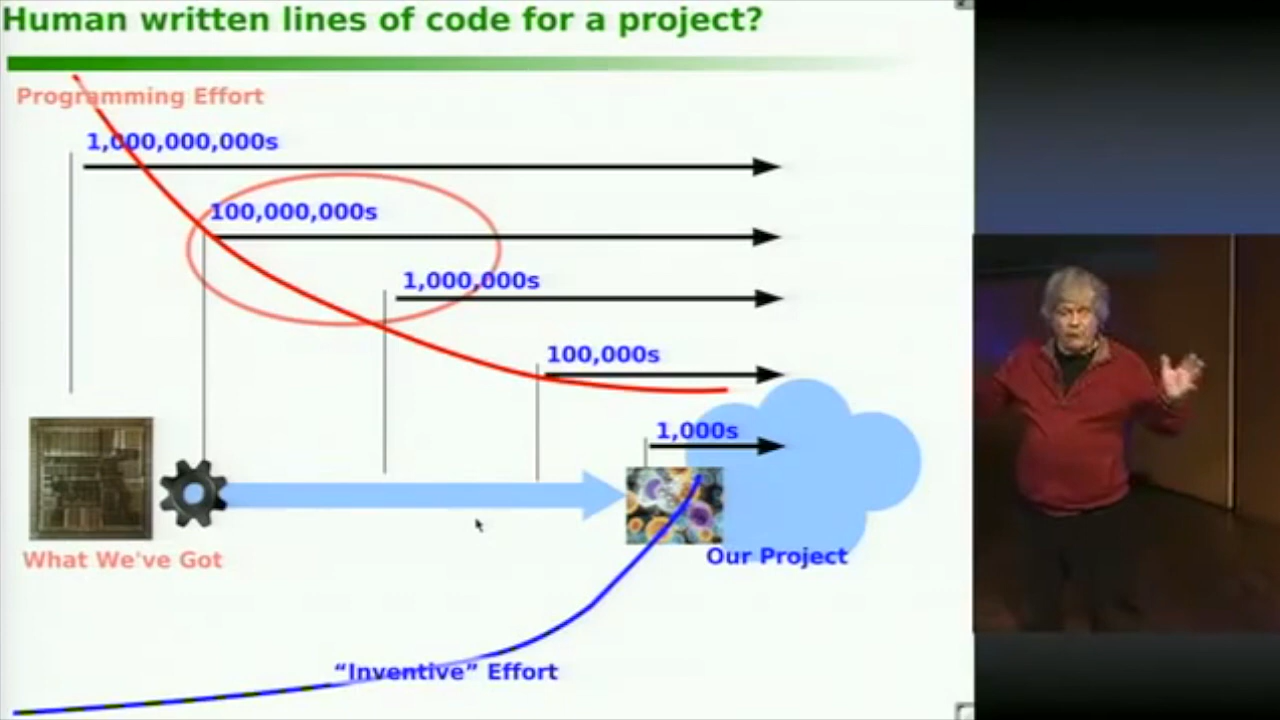 Human written lines of code for a project?
Programming Effort
1,000,000,000s
100,000,000s
1,000,000s
100,000s
1,000s
What We've Got
Our Project
“Inventive” Effort